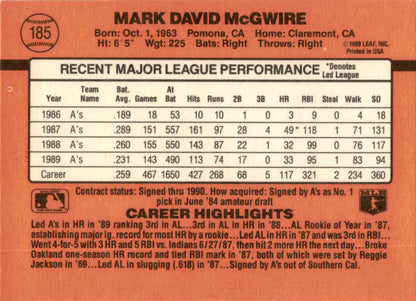 185
MARK DAVID McGWIRE
Born: Oct. 1, 1963 Pomona, CA Home: Claremont, CA
Ht: 6'5" Wgt: 225 Bats: Right Throws: Right
© 1989 LEAF, INC.
Printed in USA
RECENT MAJOR LEAGUE PERFORMANCE *Denotes Led League
Year Team Name Bat. Avg. Games At Bat Hits Runs 2B 3B HR RBI Steal Walk SO
1986 A's .189 18 53 10 10 1 0 3 9 0 4 18
1987 A's .289 151 557 161 97 28 4 49* 118 1 71 131
1988 A's .260 155 550 143 87 22 1 32 99 0 76 117
1989 A's .231 143 490 113 74 17 0 33 95 1 83 94
Career .259 467 1650 427 268 68 5 117 321 2 234 360
Contract status: Signed thru 1990. How acquired: Signed by A's as No. 1
pick in June '84 amateur draft
CAREER HIGHLIGHTS
MLB
Led A's in HR in '89 ranking 3rd in AL...3rd in AL in HR in '88...AL Rookie of Year in '87,
establishing major lg. record for most HR by a rookie...Led AL in HR in '87 and was 3rd in RBI...
Went 4-for-5 with 3 HR and 5 RBI vs. Indians 6/27/87, then hit 2 more HR the next day...Broke
Oakland one-season HR record and tied RBI mark in '87, both of which were set by Reggie
Jackson in '69...Led AL in slugging (.618) in '87...Signed by A's out of Southern Cal.